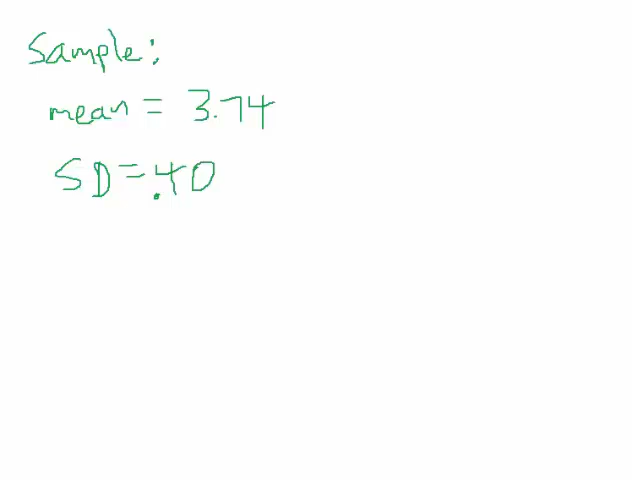 Sample:
mean = 3.74
SD = .40